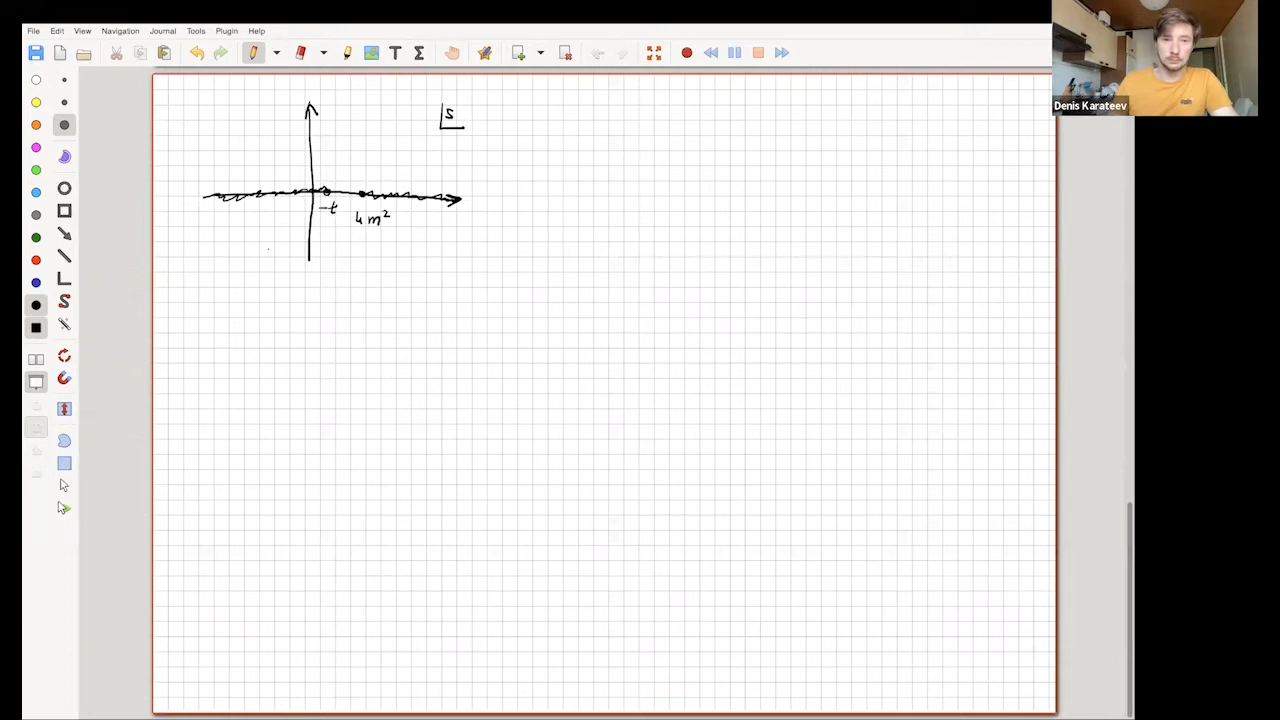 File Edit View Navigation Journal Tools Plugin Help
Denis Karateev
s
-t
4m²